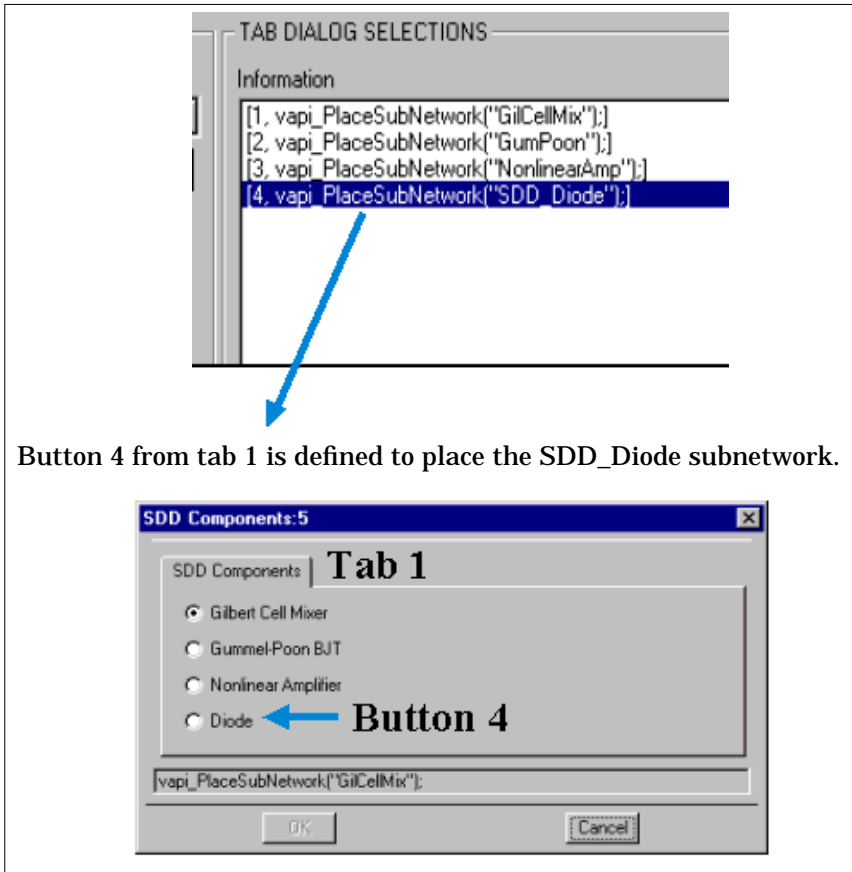 TAB DIALOG SELECTIONS
Information
[1, vapi_PlaceSubNetwork("GilCellMix");]
[2, vapi_PlaceSubNetwork("GumPoon");]
[3, vapi_PlaceSubNetwork("NonlinearAmp");]
[4, vapi_PlaceSubNetwork("SDD_Diode");]
Button 4 from tab 1 is defined to place the SDD_Diode subnetwork.
SDD Components:5
SDD Components Tab 1
Gilbert Cell Mixer
Gummel-Poon BJT
Nonlinear Amplifier
Diode Button 4
vapi_PlaceSubNetwork("GilCellMix");
OK Cancel